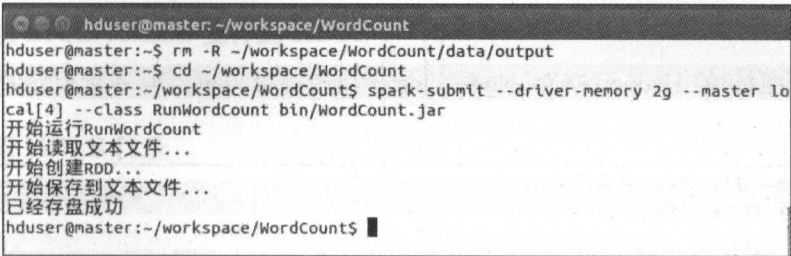 hduser@master: ~/workspace/WordCount
hduser@master:~$ rm -R ~/workspace/WordCount/data/output
hduser@master:~$ cd ~/workspace/WordCount
hduser@master:~/workspace/WordCount$ spark-submit --driver-memory 2g --master lo
cal[4] --class RunWordCount bin/WordCount.jar
开始运行RunWordCount
开始读取文本文件...
开始创建RDD...
开始保存到文本文件...
已经存盘成功
hduser@master:~/workspace/WordCount$